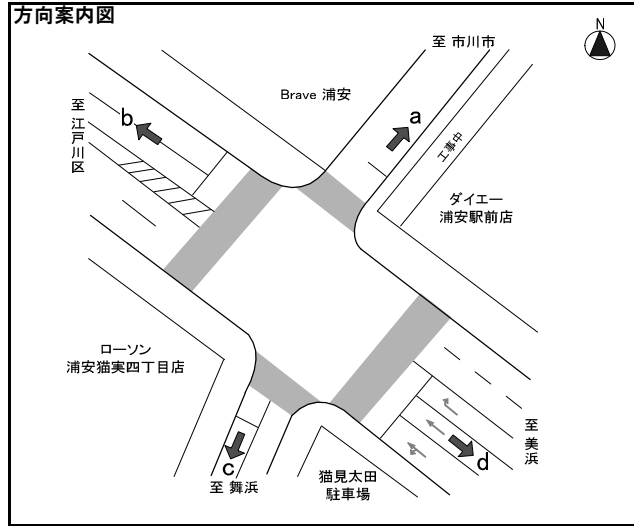 方向案内図
N
至 市川市
Brave 浦安
a
b
至 江戸川区
工事中
ダイエー
浦安駅前店
ローソン
浦安猫実四丁目店
至 美浜
d
c
至 舞浜
猫見太田
駐車場